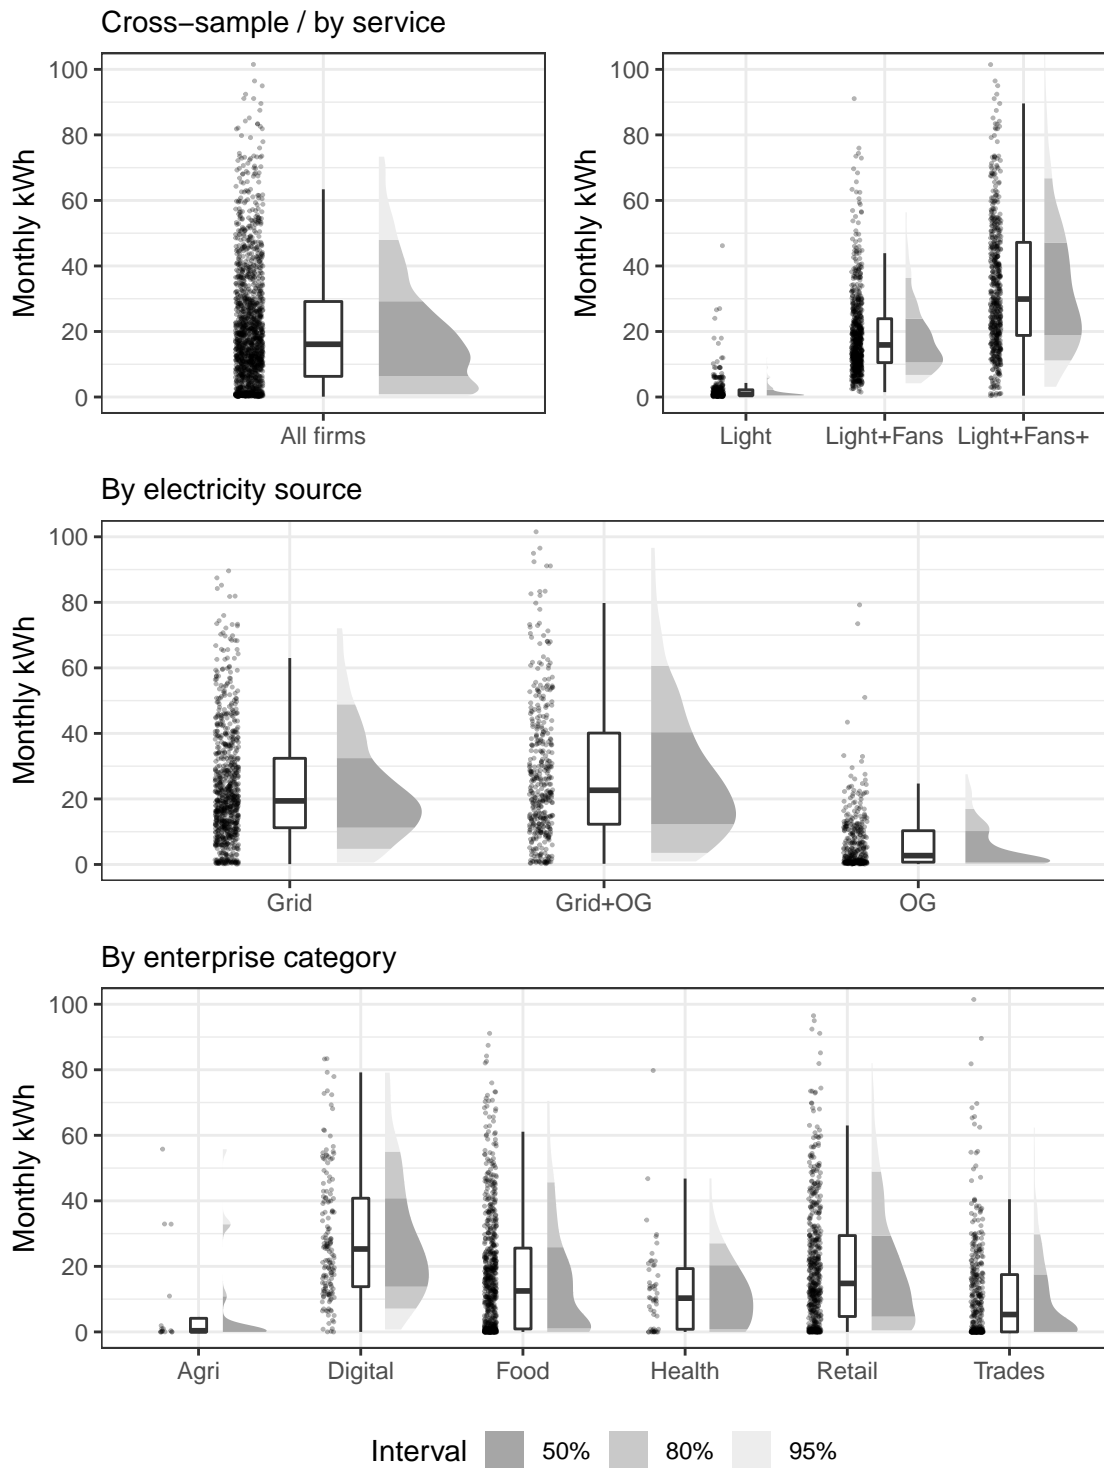 Cross−sample / by service
Monthly kWh
100
80
60
40
20
0
All firms
Monthly kWh
100
80
60
40
20
0
Light
Light+Fans
Light+Fans+
By electricity source
Monthly kWh
100
80
60
40
20
0
Grid
Grid+OG
OG
By enterprise category
Monthly kWh
100
80
60
40
20
0
Agri
Digital
Food
Health
Retail
Trades
Interval 50% 80% 95%